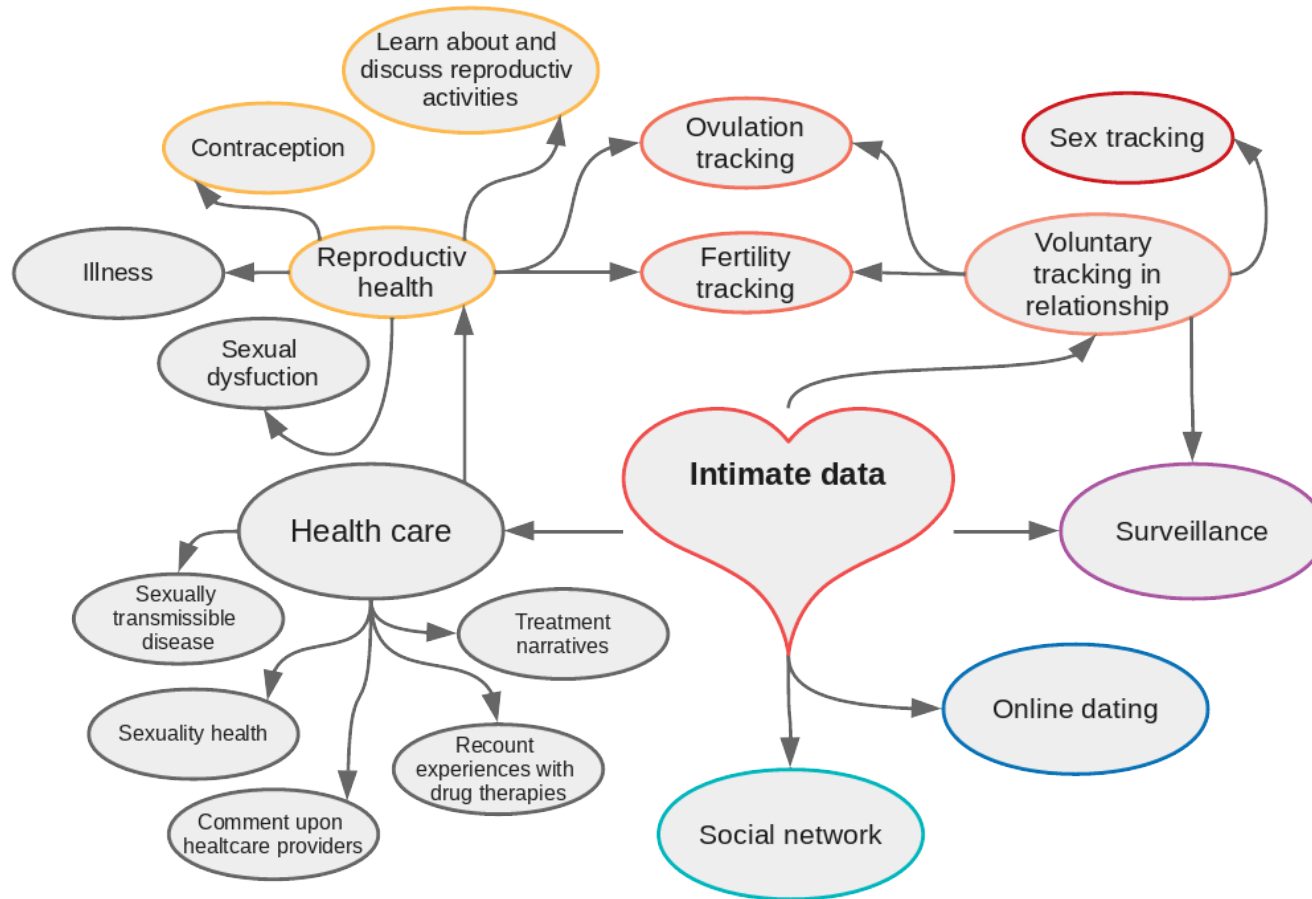 Learn about and
discuss reproductiv
activities
Contraception
Ovulation
tracking
Sex tracking
Illness
Reproductiv
health
Fertility
tracking
Voluntary
tracking in
relationship
Sexual
dysfuction
Intimate data
Health care
Surveillance
Sexually
transmissible
disease
Treatment
narratives
Sexuality health
Recount
experiences with
drug therapies
Online dating
Comment upon
healtcare providers
Social network